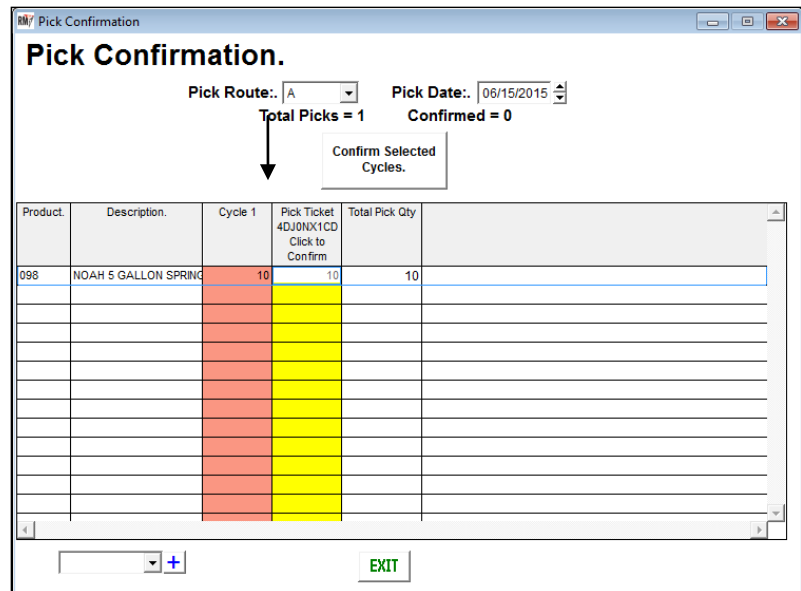 RMV Pick Confirmation
Pick Confirmation.
Pick Route:. A Pick Date:. 06/15/2015
Total Picks = 1 Confirmed = 0
Confirm Selected
Cycles.
Product. Description. Cycle 1 Pick Ticket Total Pick Qty
4DJ0NX1CD
Click to
Confirm
098 NOAH 5 GALLON SPRING 10 10 10
+ EXIT